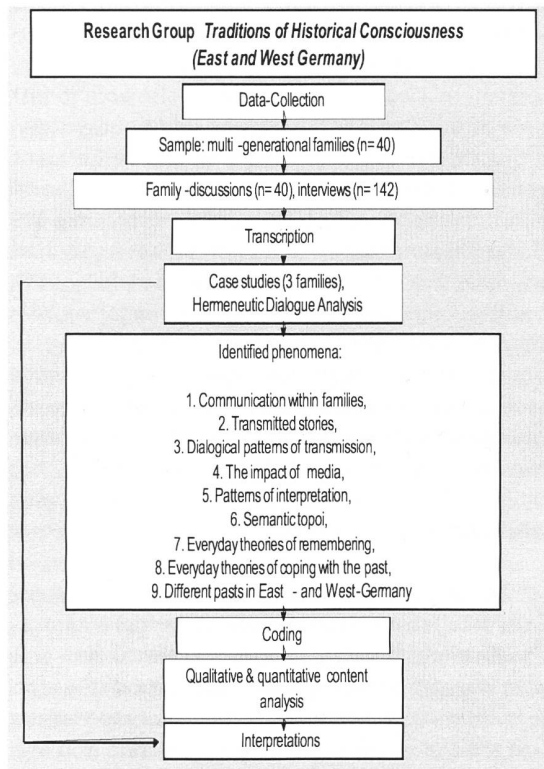 Research Group Traditions of Historical Consciousness
(East and West Germany)
Data-Collection
Sample: multi -generational families (n= 40)
Family -discussions (n= 40), interviews (n= 142)
Transcription
Case studies (3 families),
Hermeneutic Dialogue Analysis
Identified phenomena:
1. Communication within families,
2. Transmitted stories,
3. Dialogical patterns of transmission,
4. The impact of media,
5. Patterns of interpretation,
6. Semantic topoi,
7. Everyday theories of remembering,
8. Everyday theories of coping with the past,
9. Different pasts in East - and West-Germany
Coding
Qualitative & quantitative content
analysis
Interpretations